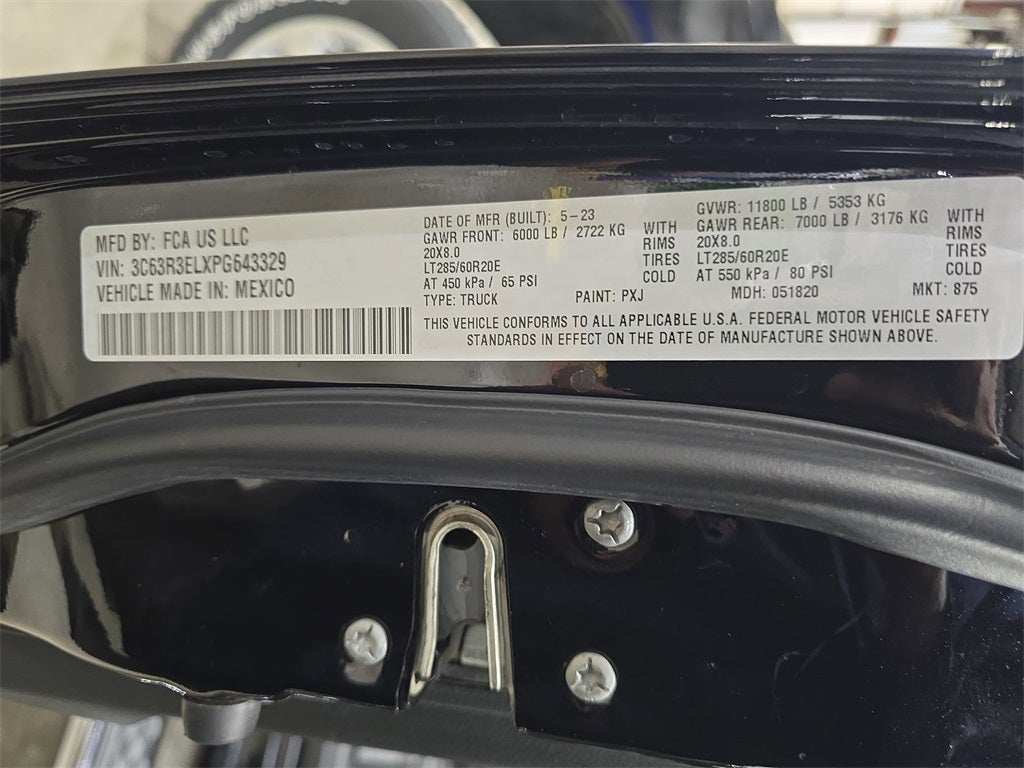 MFD BY: FCA US LLC
VIN: 3C63R3ELXPG643329
VEHICLE MADE IN: MEXICO
DATE OF MFR (BUILT): 5-23
GAWR FRONT: 6000 LB / 2722 KG WITH
20X8.0 RIMS
LT285/60R20E TIRES
AT 450 kPa / 65 PSI COLD
TYPE: TRUCK PAINT: PXJ
GVWR: 11800 LB / 5353 KG
GAWR REAR: 7000 LB / 3176 KG WITH
20X8.0 RIMS
LT285/60R20E TIRES
AT 550 kPa / 80 PSI COLD
MDH: 051820 MKT: 875
THIS VEHICLE CONFORMS TO ALL APPLICABLE U.S.A. FEDERAL MOTOR VEHICLE SAFETY
STANDARDS IN EFFECT ON THE DATE OF MANUFACTURE SHOWN ABOVE.